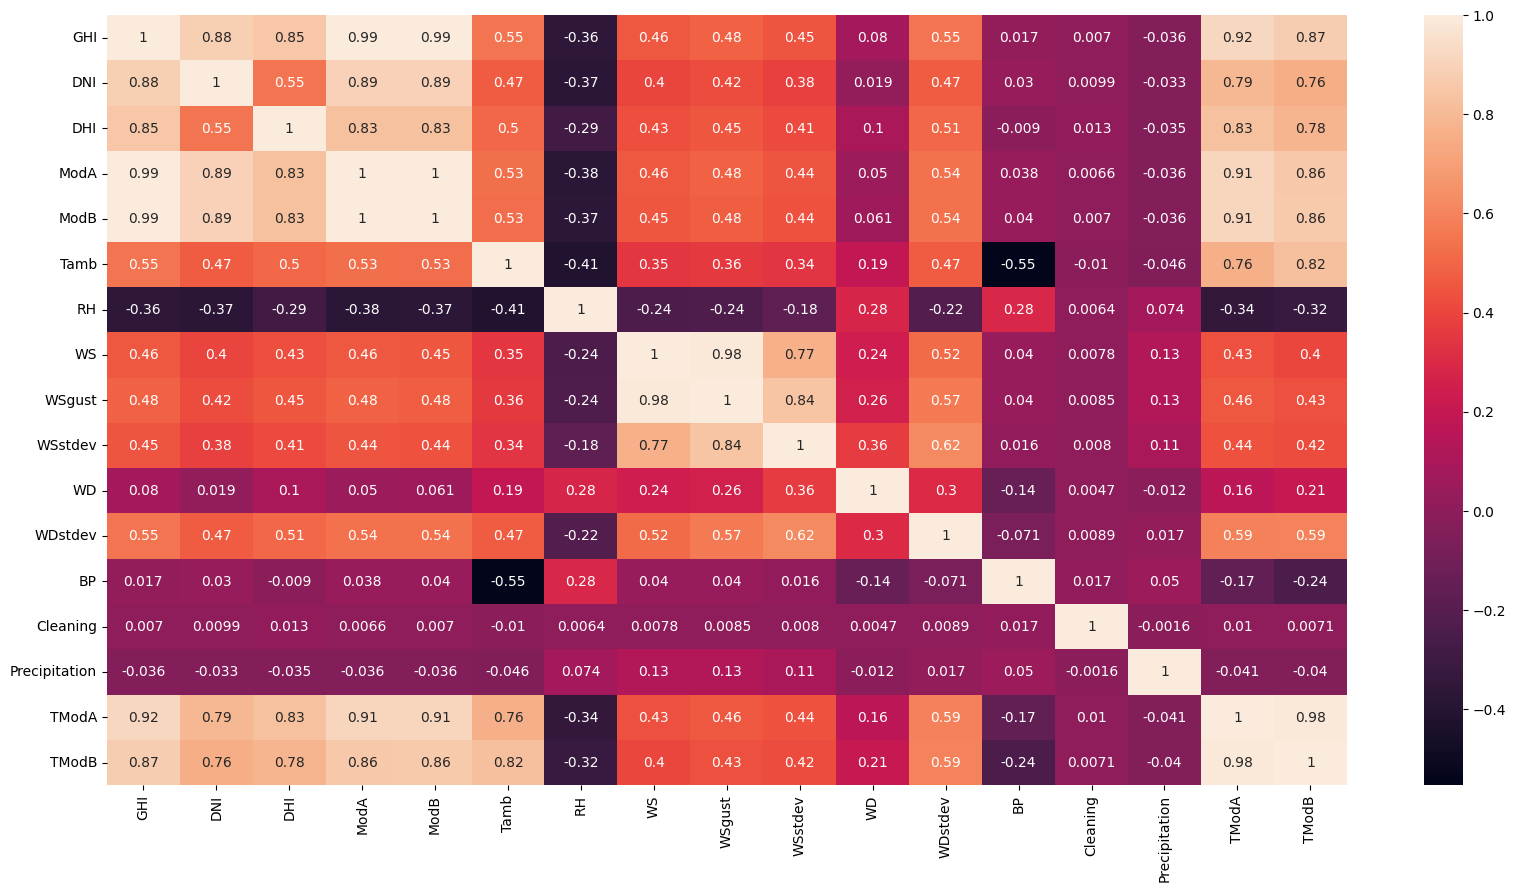 GHI 1 0.88 0.85 0.99 0.99 0.55 -0.36 0.46 0.48 0.45 0.08 0.55 0.017 0.007 -0.036 0.92 0.87
DNI 0.88 1 0.55 0.89 0.89 0.47 -0.37 0.4 0.42 0.38 0.019 0.47 0.03 0.0099 -0.033 0.79 0.76
DHI 0.85 0.55 1 0.83 0.83 0.5 -0.29 0.43 0.45 0.41 0.1 0.51 -0.009 0.013 -0.035 0.83 0.78
ModA 0.99 0.89 0.83 1 1 0.53 -0.38 0.46 0.48 0.44 0.05 0.54 0.038 0.0066 -0.036 0.91 0.86
ModB 0.99 0.89 0.83 1 1 0.53 -0.37 0.45 0.48 0.44 0.061 0.54 0.04 0.007 -0.036 0.91 0.86
Tamb 0.55 0.47 0.5 0.53 0.53 1 -0.41 0.35 0.36 0.34 0.19 0.47 -0.55 -0.01 -0.046 0.76 0.82
RH -0.36 -0.37 -0.29 -0.38 -0.37 -0.41 1 -0.24 -0.24 -0.18 0.28 -0.22 0.28 0.0064 0.074 -0.34 -0.32
WS 0.46 0.4 0.43 0.46 0.45 0.35 -0.24 1 0.98 0.77 0.24 0.52 0.04 0.0078 0.13 0.43 0.4
WSgust 0.48 0.42 0.45 0.48 0.48 0.36 -0.24 0.98 1 0.84 0.26 0.57 0.04 0.0085 0.13 0.46 0.43
WSstdev 0.45 0.38 0.41 0.44 0.44 0.34 -0.18 0.77 0.84 1 0.36 0.62 0.016 0.008 0.11 0.44 0.42
WD 0.08 0.019 0.1 0.05 0.061 0.19 0.28 0.24 0.26 0.36 1 0.3 -0.14 0.0047 -0.012 0.16 0.21
WDstdev 0.55 0.47 0.51 0.54 0.54 0.47 -0.22 0.52 0.57 0.62 0.3 1 -0.071 0.0089 0.017 0.59 0.59
BP 0.017 0.03 -0.009 0.038 0.04 -0.55 0.28 0.04 0.04 0.016 -0.14 -0.071 1 0.017 0.05 -0.17 -0.24
Cleaning 0.007 0.0099 0.013 0.0066 0.007 -0.01 0.0064 0.0078 0.0085 0.008 0.0047 0.0089 0.017 1 -0.0016 0.01 0.0071
Precipitation -0.036 -0.033 -0.035 -0.036 -0.036 -0.046 0.074 0.13 0.13 0.11 -0.012 0.017 0.05 -0.0016 1 -0.041 -0.04
TModA 0.92 0.79 0.83 0.91 0.91 0.76 -0.34 0.43 0.46 0.44 0.16 0.59 -0.17 0.01 -0.041 1 0.98
TModB 0.87 0.76 0.78 0.86 0.86 0.82 -0.32 0.4 0.43 0.42 0.21 0.59 -0.24 0.0071 -0.04 0.98 1
GHI DNI DHI ModA ModB Tamb RH WS WSgust WSstdev WD WDstdev BP Cleaning Precipitation TModA TModB
1.0
0.8
0.6
0.4
0.2
0.0
−0.2
−0.4